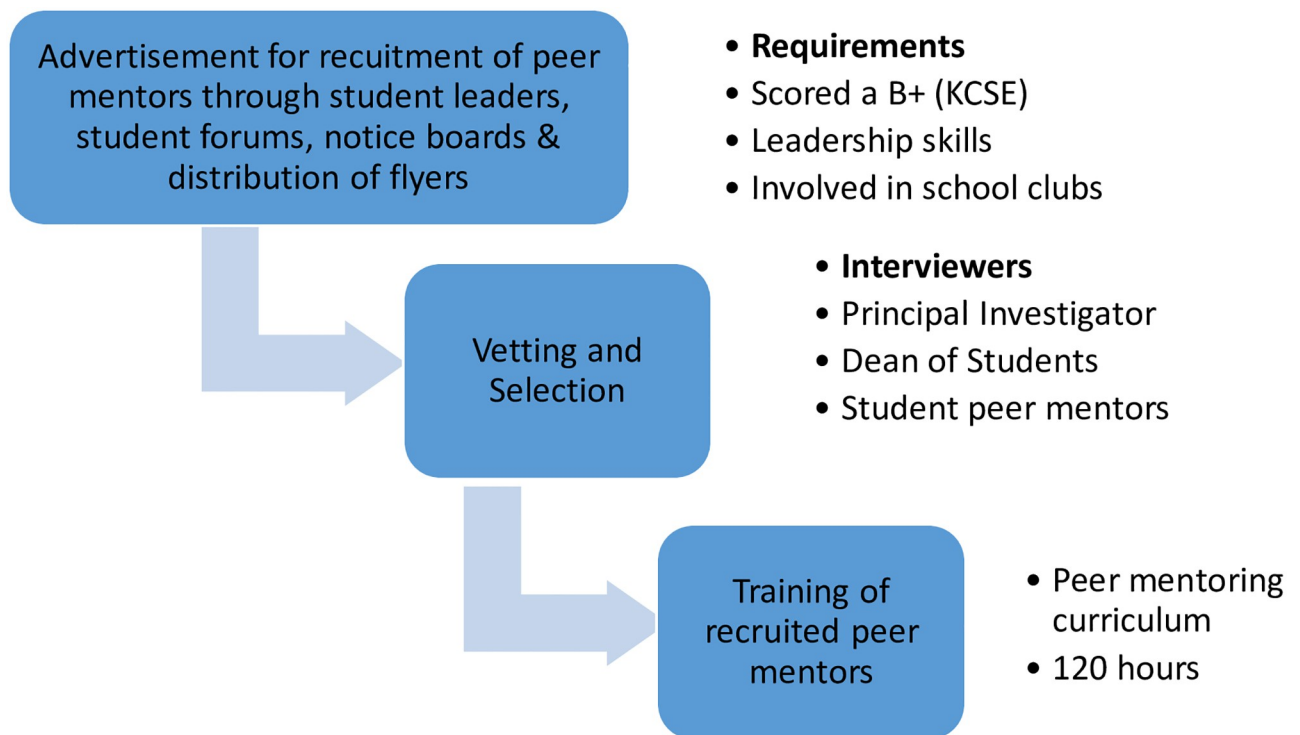 Advertisement for recuitment of peer
mentors through student leaders,
student forums, notice boards &
distribution of flyers
• Requirements
• Scored a B+ (KCSE)
• Leadership skills
• Involved in school clubs
Vetting and
Selection
• Interviewers
• Principal Investigator
• Dean of Students
• Student peer mentors
Training of
recruited peer
mentors
• Peer mentoring
curriculum
• 120 hours